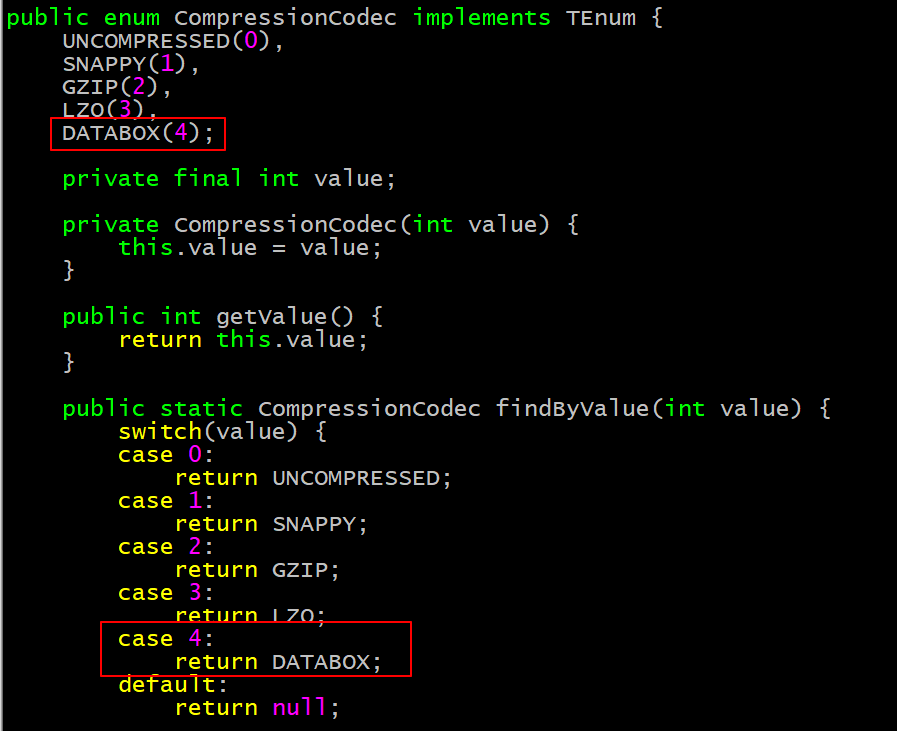 public enum CompressionCodec implements TEnum {
UNCOMPRESSED(0),
SNAPPY(1),
GZIP(2),
LZO(3),
DATABOX(4);
private final int value;
private CompressionCodec(int value) {
this.value = value;
}
public int getValue() {
return this.value;
}
public static CompressionCodec findByValue(int value) {
switch(value) {
case 0:
return UNCOMPRESSED;
case 1:
return SNAPPY;
case 2:
return GZIP;
case 3:
return LZO;
case 4:
return DATABOX;
default:
return null;